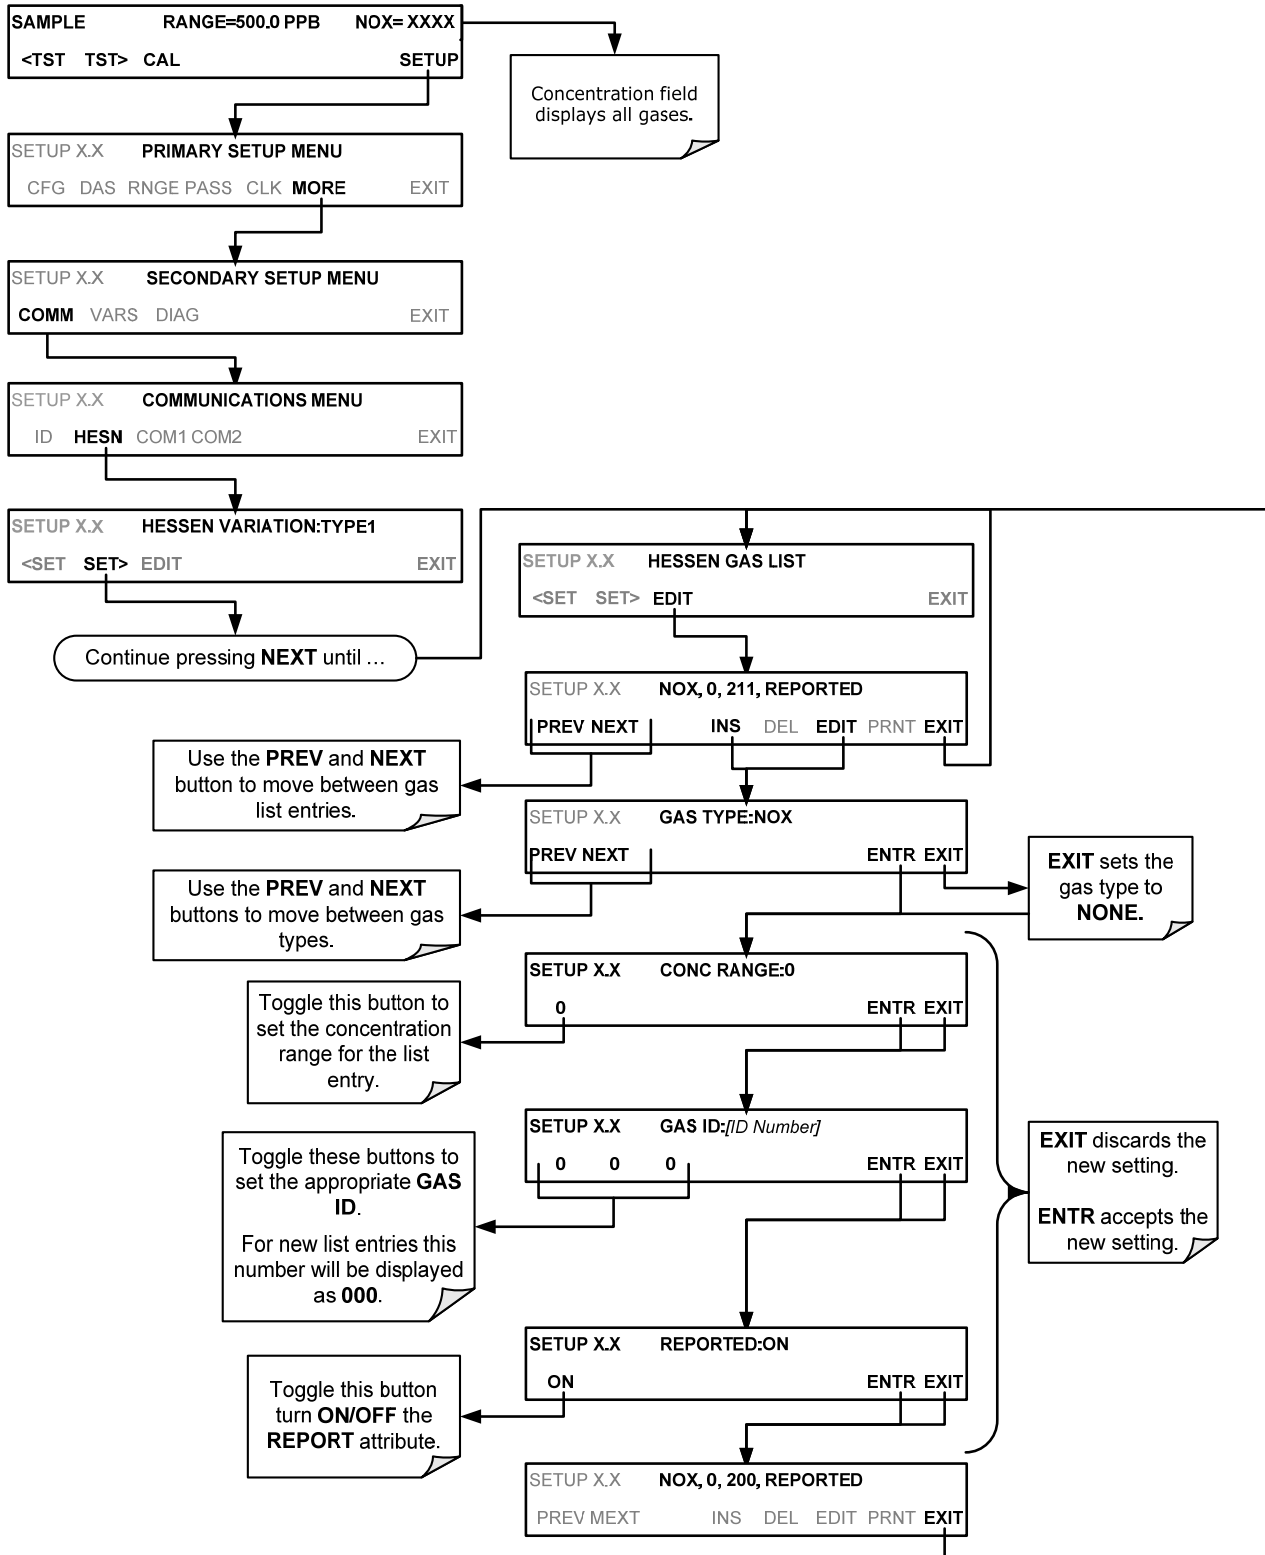 SAMPLE RANGE=500.0 PPB NOX= XXXX
<TST TST> CAL SETUP
Concentration field
displays all gases.
SETUP X.X PRIMARY SETUP MENU
CFG DAS RNGE PASS CLK MORE EXIT
SETUP X.X SECONDARY SETUP MENU
COMM VARS DIAG EXIT
SETUP X.X COMMUNICATIONS MENU
ID HESN COM1 COM2 EXIT
SETUP X.X HESSEN VARIATION:TYPE1
<SET SET> EDIT EXIT
Continue pressing NEXT until …
SETUP X.X HESSEN GAS LIST
<SET SET> EDIT EXIT
SETUP X.X NOX, 0, 211, REPORTED
PREV NEXT INS DEL EDIT PRNT EXIT
Use the PREV and NEXT
button to move between gas
list entries.
SETUP X.X GAS TYPE:NOX
PREV NEXT ENTR EXIT
EXIT sets the
gas type to
NONE.
Use the PREV and NEXT
buttons to move between gas
types.
SETUP X.X CONC RANGE:0
0 ENTR EXIT
Toggle this button to
set the concentration
range for the list
entry.
SETUP X.X GAS ID:[ID Number]
0 0 0 ENTR EXIT
Toggle these buttons to
set the appropriate GAS
ID.
For new list entries this
number will be displayed
as 000.
EXIT discards the
new setting.
ENTR accepts the
new setting.
SETUP X.X REPORTED:ON
ON ENTR EXIT
Toggle this button
turn ON/OFF the
REPORT attribute.
SETUP X.X NOX, 0, 200, REPORTED
PREV MEXT INS DEL EDIT PRNT EXIT